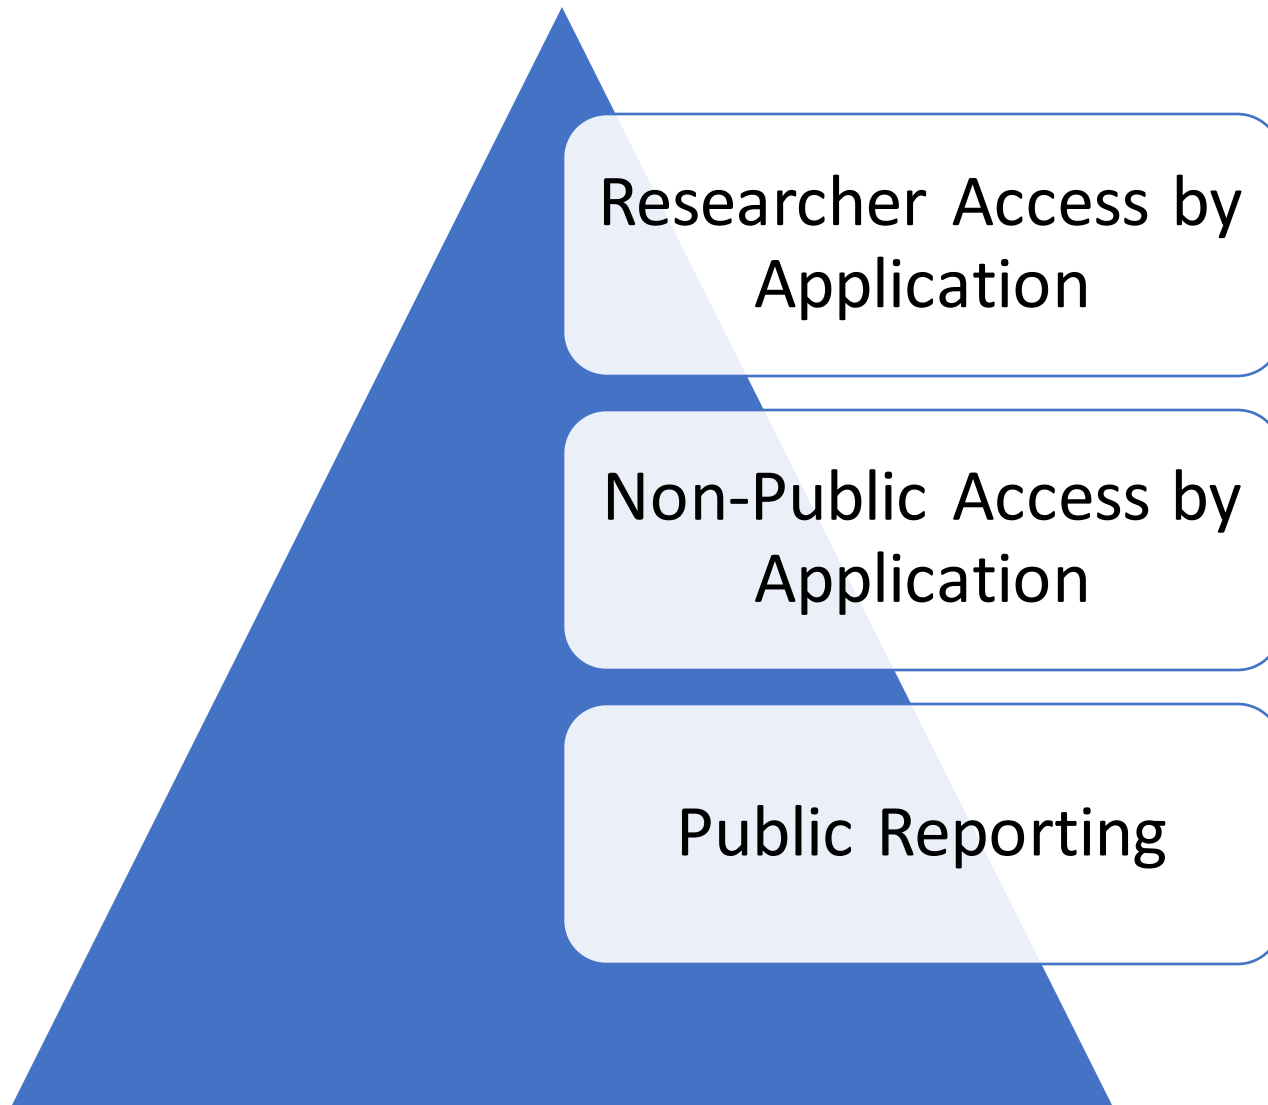 Researcher Access by
Application
Non-Public Access by
Application
Public Reporting